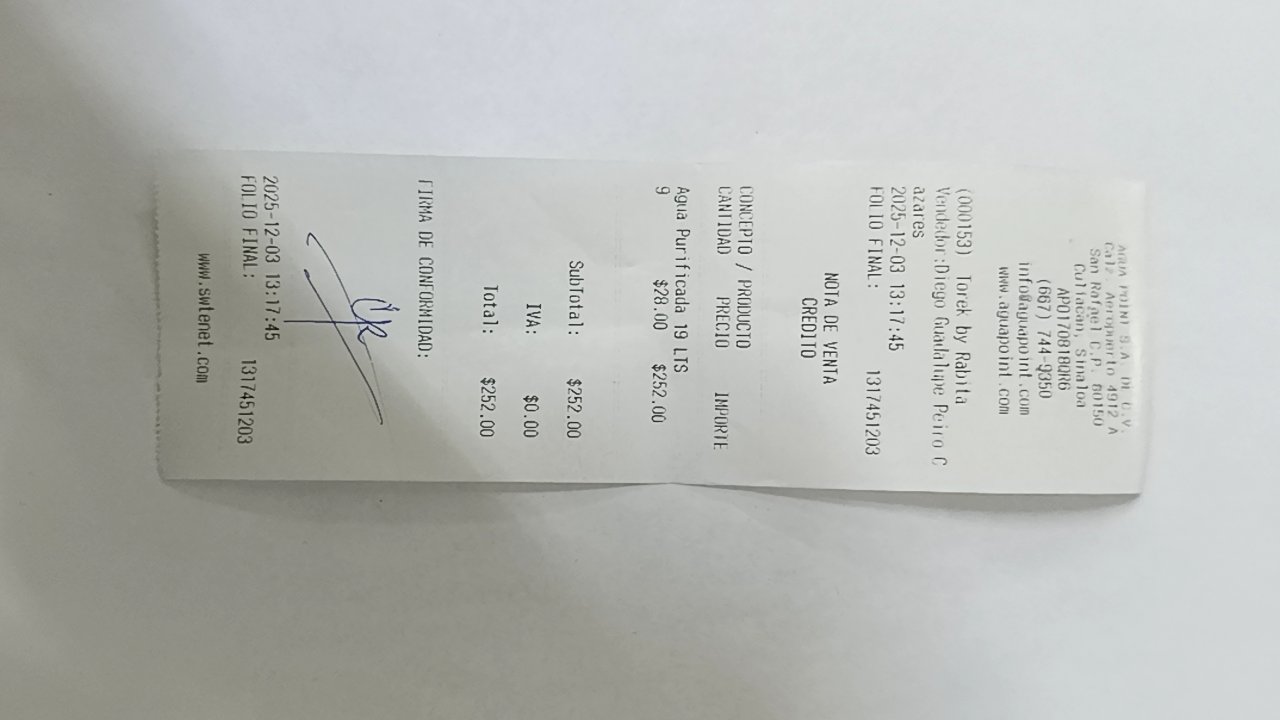 AGUA POINT S.A. DE C.V.
Calz. Aeropuerto 4912 A
San Rafael C.P. 80150
Culiacan, Sinaloa
APO170818QR6
(667) 744-9350
info@aguapoint.com
www.aguapoint.com
(000153) Torek by Rabita
Vendedor:Diego Guadalupe Peiro C
azares
2025-12-03 13:17:45
FOLIO FINAL: 1317451203
NOTA DE VENTA
CREDITO
CONCEPTO / PRODUCTO
CANTIDAD PRECIO IMPORTE
Agua Purificada 19 LTS
9 $28.00 $252.00
SubTotal: $252.00
IVA: $0.00
Total: $252.00
FIRMA DE CONFORMIDAD:
2025-12-03 13:17:45
FOLIO FINAL: 1317451203
www.swtenet.com